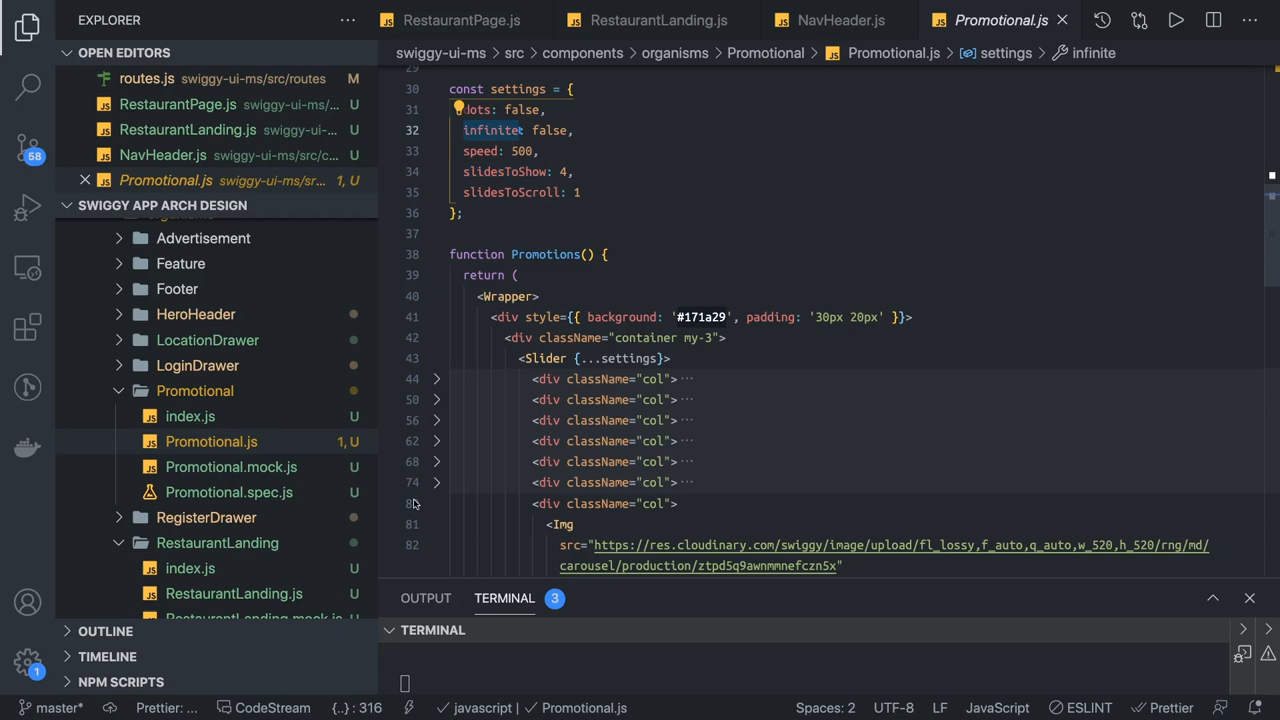 EXPLORER
RestaurantPage.js
RestaurantLanding.js
NavHeader.js
Promotional.js
OPEN EDITORS
routes.js swiggy-ui-ms/src/routes M
RestaurantPage.js swiggy-ui-ms/... U
RestaurantLanding.js swiggy-ui-ms/... U
NavHeader.js swiggy-ui-ms/src/c... U
Promotional.js swiggy-ui-ms/sr... 1, U
SWIGGY APP ARCH DESIGN
Advertisement
Feature
Footer
HeroHeader
LocationDrawer
LoginDrawer
Promotional
index.js U
Promotional.js 1, U
Promotional.mock.js U
Promotional.spec.js U
RegisterDrawer
RestaurantLanding
index.js U
RestaurantLanding.js U
RestaurantLanding.mock.js U
OUTLINE
TIMELINE
NPM SCRIPTS
58
1
swiggy-ui-ms > src > components > organisms > Promotional > Promotional.js > settings > infinite
29
30 const settings = {
31 dots: false,
32 infinite: false,
33 speed: 500,
34 slidesToShow: 4,
35 slidesToScroll: 1
36 };
37
38 function Promotions() {
39 return (
40 <Wrapper>
41 <div style={{ background: '#171a29', padding: '30px 20px' }}>
42 <div className="container my-3">
43 <Slider {...settings}>
44 <div className="col">···
50 <div className="col">···
56 <div className="col">···
62 <div className="col">···
68 <div className="col">···
74 <div className="col">···
<div className="col">
81 <Img
82 src="https://res.cloudinary.com/swiggy/image/upload/fl_lossy,f_auto,q_auto,w_520,h_520/rng/md/
carousel/production/ztpd5q9awnmmnefczn5x"
OUTPUT TERMINAL 3
TERMINAL
master* Prettier: ... CodeStream {..} : 316 javascript | Promotional.js Spaces: 2 UTF-8 LF JavaScript ESLINT Prettier